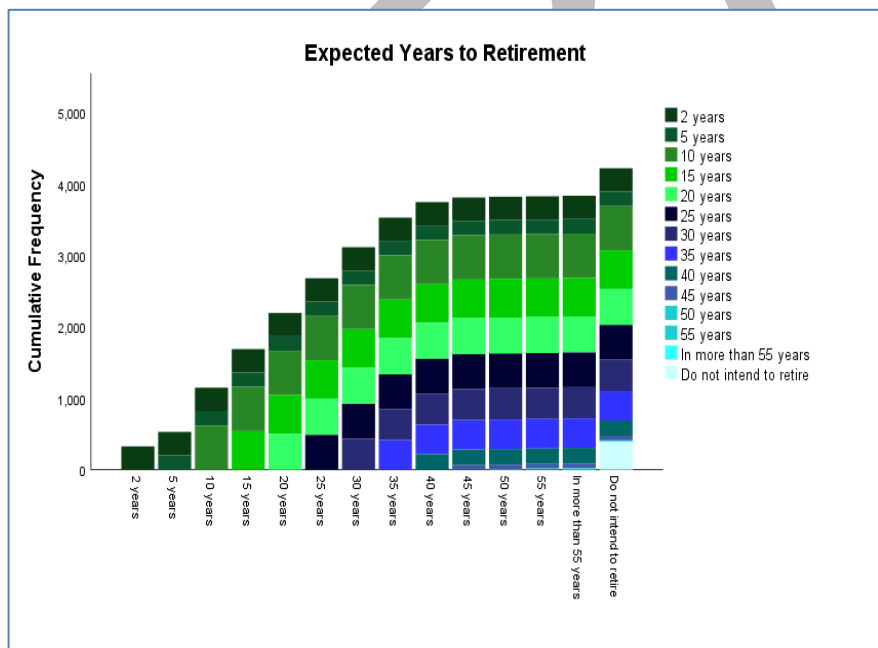 Expected Years to Retirement
Cumulative Frequency
5,000
4,000
3,000
2,000
1,000
0
2 years
5 years
10 years
15 years
20 years
25 years
30 years
35 years
40 years
45 years
50 years
55 years
In more than 55 years
Do not intend to retire
2 years
5 years
10 years
15 years
20 years
25 years
30 years
35 years
40 years
45 years
50 years
55 years
In more than
55 years
Do not intend to retire